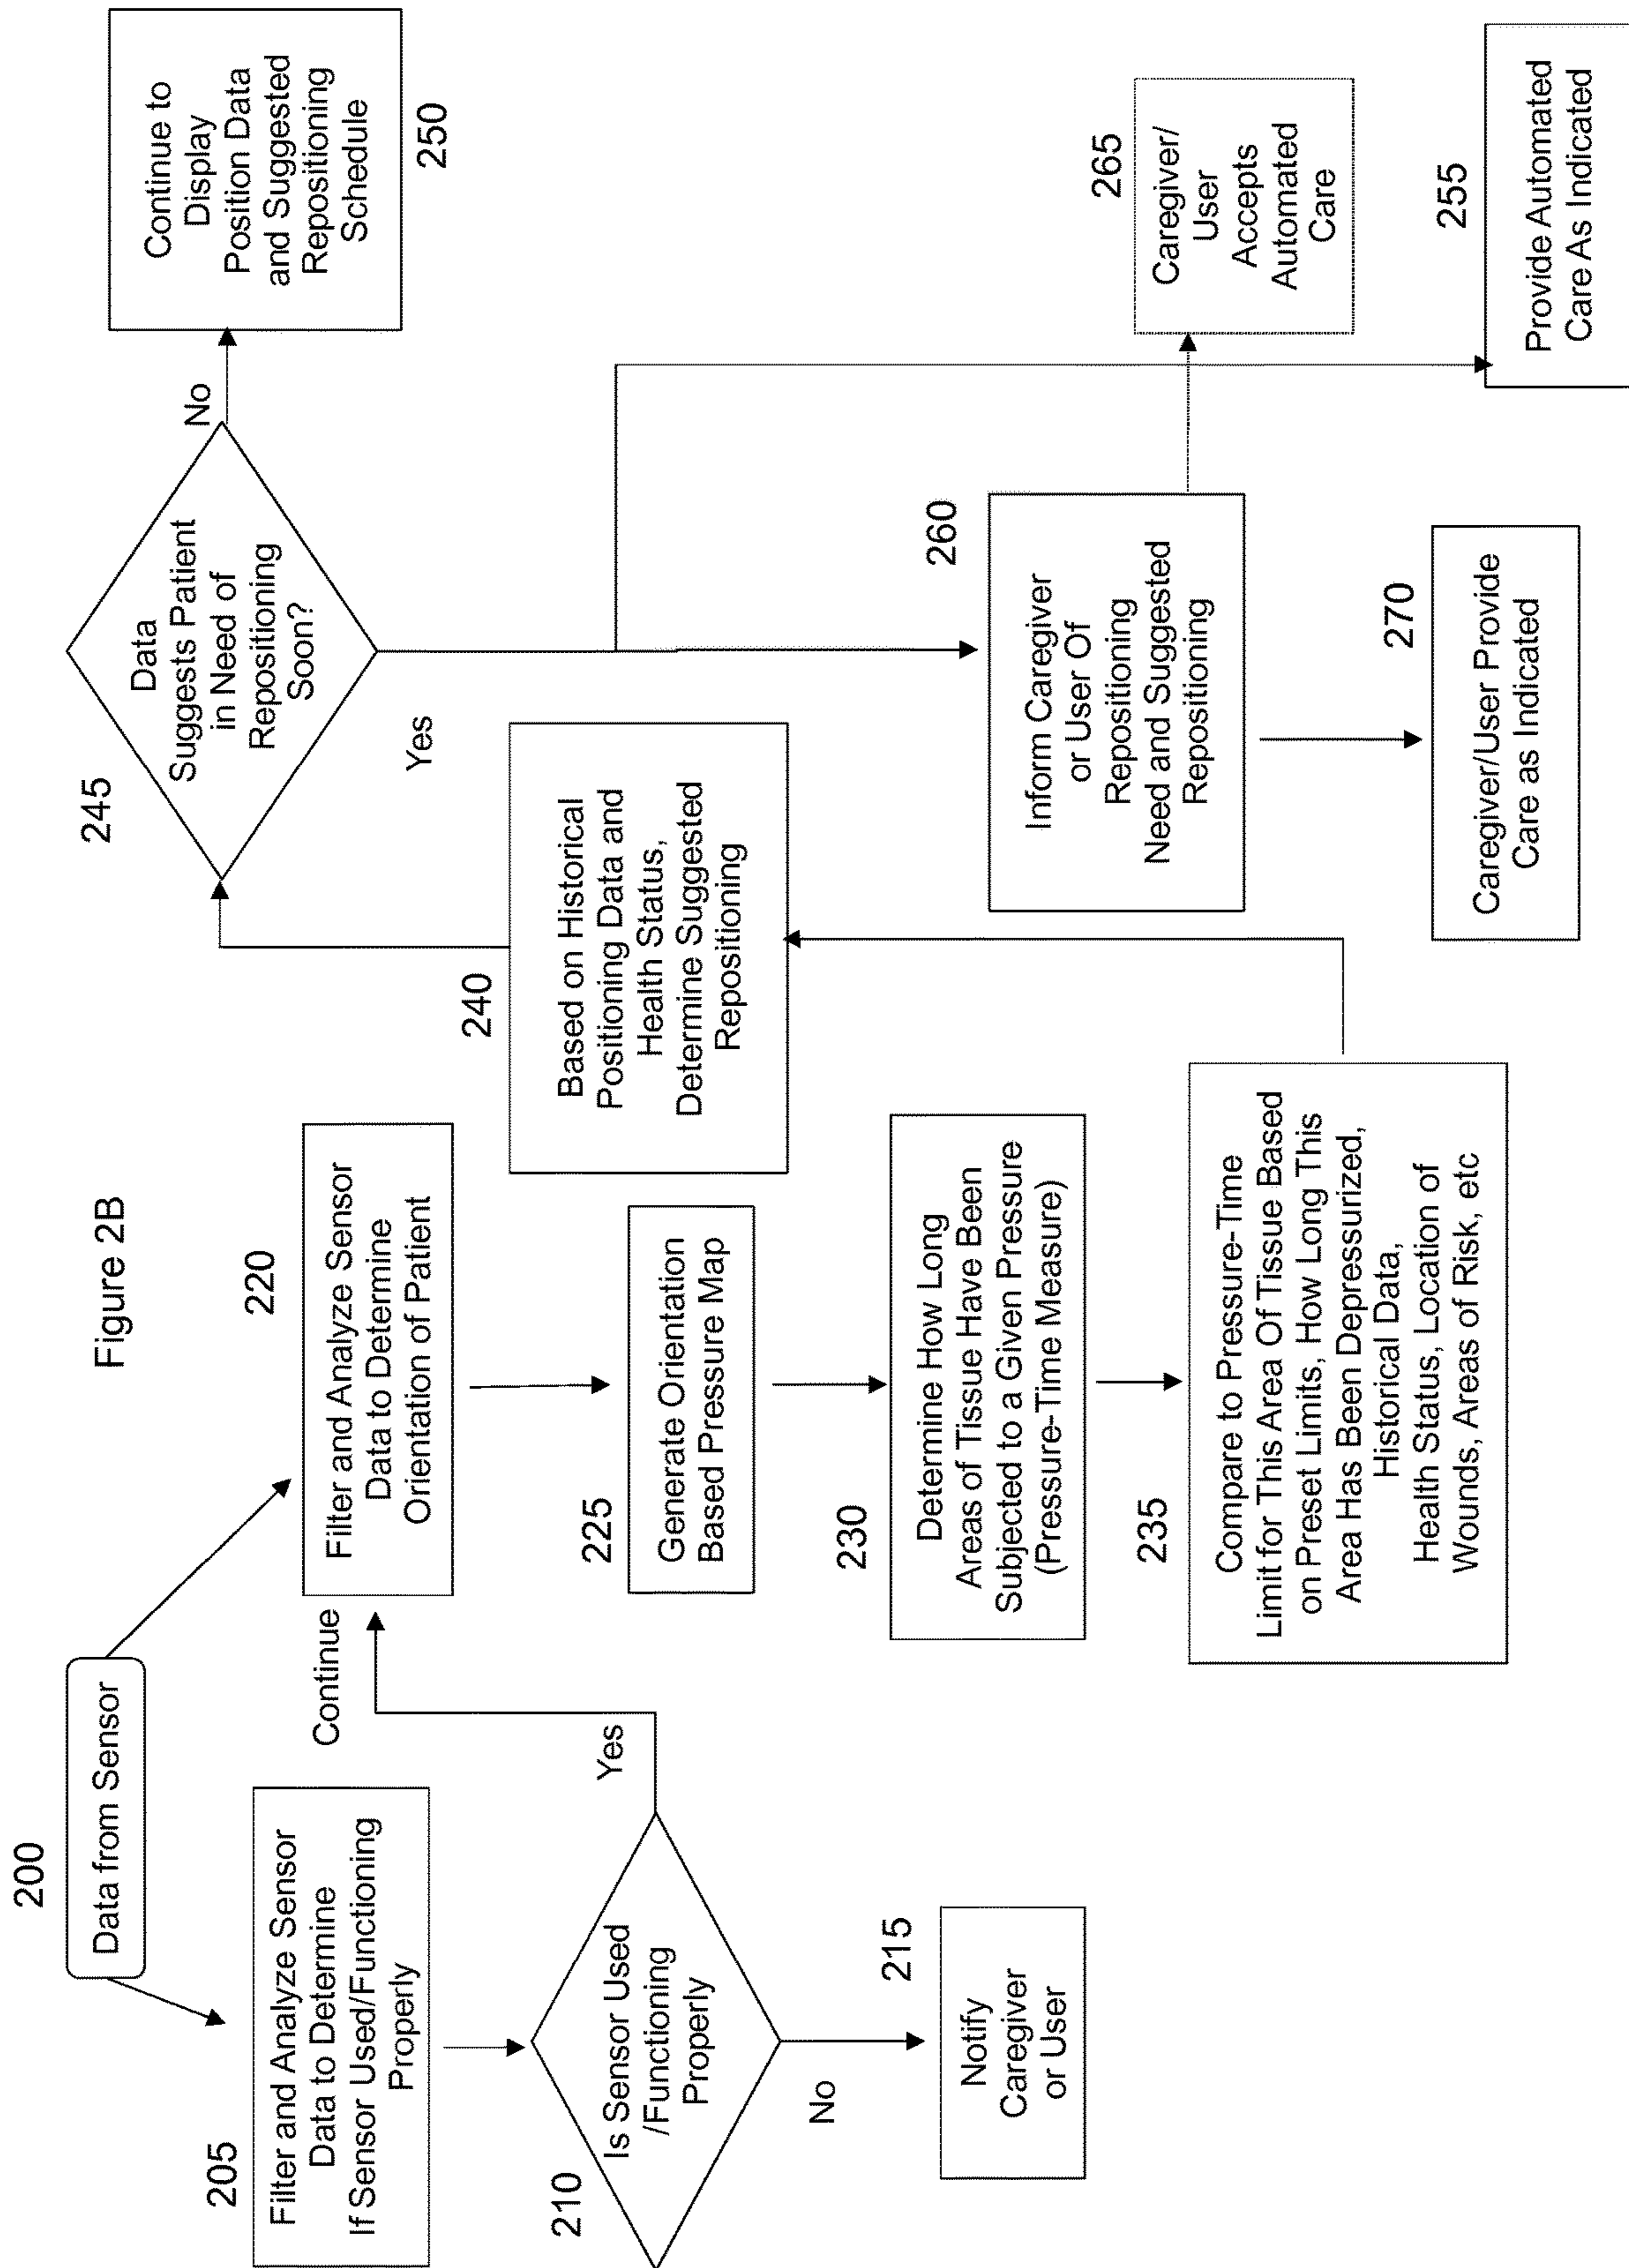 Figure 2B
200
Data from Sensor
205
Filter and Analyze Sensor
Data to Determine
If Sensor Used/Functioning
Properly
210
Is Sensor Used
/Functioning
Properly
Yes
Continue
No
215
Notify
Caregiver
or User
220
Filter and Analyze Sensor
Data to Determine
Orientation of Patient
225
Generate Orientation
Based Pressure Map
230
Determine How Long
Areas of Tissue Have Been
Subjected to a Given Pressure
(Pressure-Time Measure)
235
Compare to Pressure-Time
Limit for This Area Of Tissue Based
on Preset Limits, How Long This
Area Has Been Depressurized,
Historical Data,
Health Status, Location of
Wounds, Areas of Risk, etc
240
Based on Historical
Positioning Data and
Health Status,
Determine Suggested
Repositioning
245
Data
Suggests Patient
in Need of
Repositioning
Soon?
No
Yes
250
Continue to
Display
Position Data
and Suggested
Repositioning
Schedule
260
Inform Caregiver
or User Of
Repositioning
Need and Suggested
Repositioning
265
Caregiver/
User
Accepts
Automated
Care
255
Provide Automated
Care As Indicated
270
Caregiver/User Provide
Care as Indicated